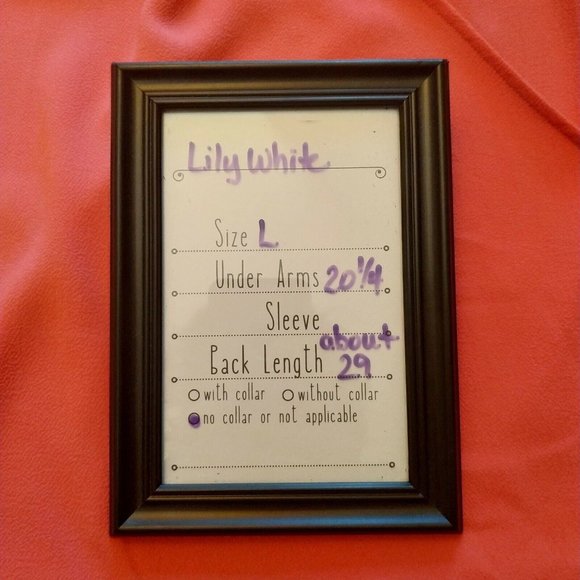 Lily White
Size L
Under Arms 20 1/4
Sleeve
Back Length about 29
with collar without collar
no collar or not applicable